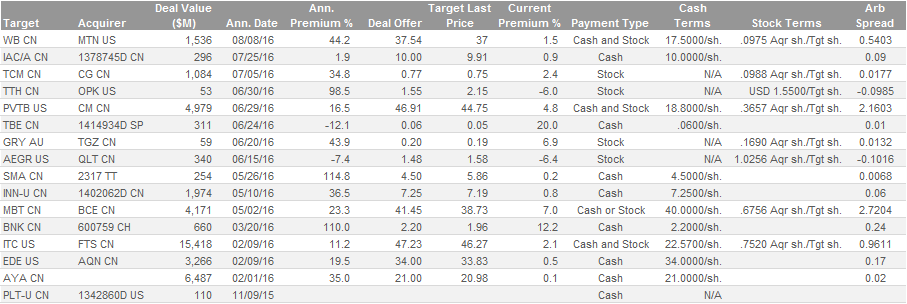 Target Acquirer Deal Value ($M) Ann. Date Ann. Premium % Deal Offer Target Last Price Current Premium % Payment Type Cash Terms Stock Terms Arb Spread
WB CN MTN US 1,536 08/08/16 44.2 37.54 37 1.5 Cash and Stock 17.5000/sh. .0975 Aqr sh./Tgt sh. 0.5403
IAC/A CN 1378745D CN 296 07/25/16 1.9 10.00 9.91 0.9 Cash 10.0000/sh. 0.09
TCM CN CG CN 1,084 07/05/16 34.8 0.77 0.75 2.4 Stock N/A .0988 Aqr sh./Tgt sh. 0.0177
TTH CN OPK US 53 06/30/16 98.5 1.55 2.15 -6.0 Stock N/A USD 1.5500/Tgt sh. -0.0985
PVTB US CM CN 4,979 06/29/16 16.5 46.91 44.75 4.8 Cash and Stock 18.8000/sh. .3657 Aqr sh./Tgt sh. 2.1603
TBE CN 1414934D SP 311 06/24/16 -12.1 0.06 0.05 20.0 Cash .0600/sh. 0.01
GRY AU TGZ CN 59 06/20/16 43.9 0.20 0.19 6.9 Stock N/A .1690 Aqr sh./Tgt sh. 0.0132
AEGR US QLT CN 340 06/15/16 -7.4 1.48 1.58 -6.4 Stock N/A 1.0256 Aqr sh./Tgt sh. -0.1016
SMA CN 2317 TT 254 05/26/16 114.8 4.50 5.86 0.2 Cash 4.5000/sh. 0.0068
INN-U CN 1402062D CN 1,974 05/10/16 36.5 7.25 7.19 0.8 Cash 7.2500/sh. 0.06
MBT CN BCE CN 4,171 05/02/16 23.3 41.45 38.73 7.0 Cash or Stock 40.0000/sh. .6756 Aqr sh./Tgt sh. 2.7204
BNK CN 600759 CH 660 03/20/16 110.0 2.20 1.96 12.2 Cash 2.2000/sh. 0.24
ITC US FTS CN 15,418 02/09/16 11.2 47.23 46.27 2.1 Cash and Stock 22.5700/sh. .7520 Aqr sh./Tgt sh. 0.9611
EDE US AQN CN 3,266 02/09/16 19.5 34.00 33.83 0.5 Cash 34.0000/sh. 0.17
AYA CN 6,487 02/01/16 35.0 21.00 20.98 0.1 Cash 21.0000/sh. 0.02
PLT-U CN 1342860D US 110 11/09/15 Cash N/A